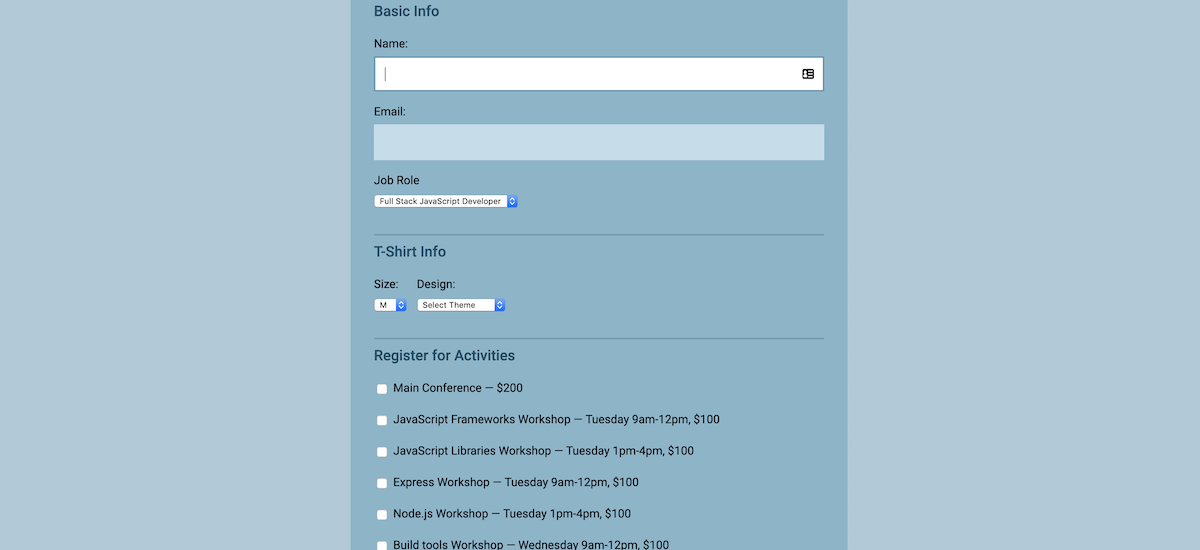 Basic Info
Name:
Email:
Job Role
Full Stack JavaScript Developer
T-Shirt Info
Size: Design:
M Select Theme
Register for Activities
Main Conference — $200
JavaScript Frameworks Workshop — Tuesday 9am-12pm, $100
JavaScript Libraries Workshop — Tuesday 1pm-4pm, $100
Express Workshop — Tuesday 9am-12pm, $100
Node.js Workshop — Tuesday 1pm-4pm, $100
Build tools Workshop — Wednesday 9am-12pm, $100